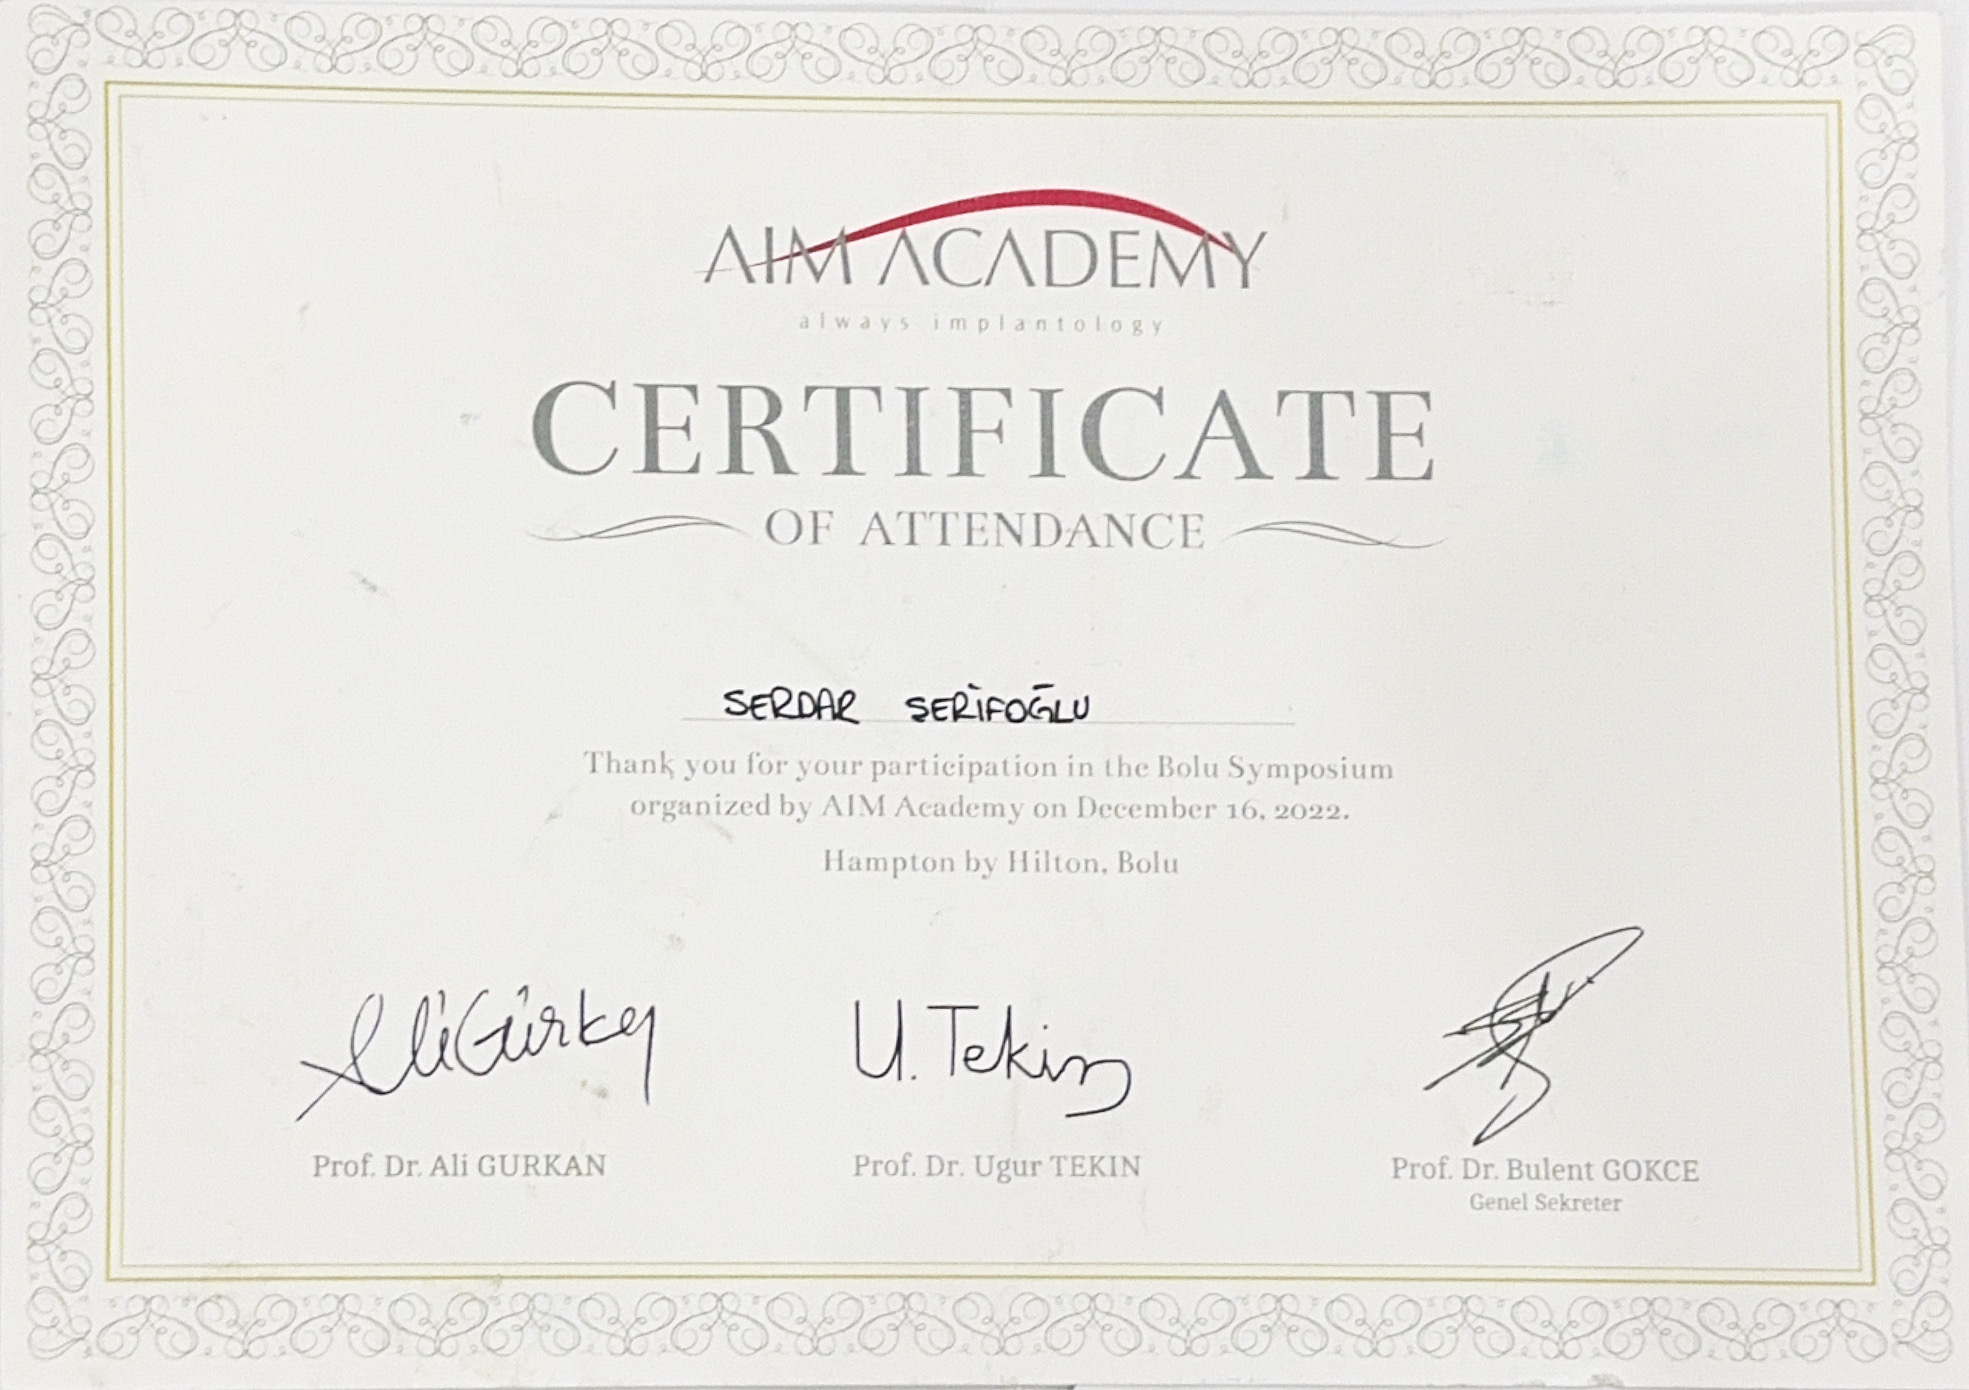 AIM ACADEMY
always implantology
CERTIFICATE
OF ATTENDANCE
SERDAR ŞERİFOĞLU
Thank you for your participation in the Bolu Symposium
organized by AIM Academy on December 16, 2022.
Hampton by Hilton, Bolu
Ali Gürkan
U. Tekin
Prof. Dr. Ali GURKAN
Prof. Dr. Ugur TEKIN
Prof. Dr. Bulent GOKCE
Genel Sekreter